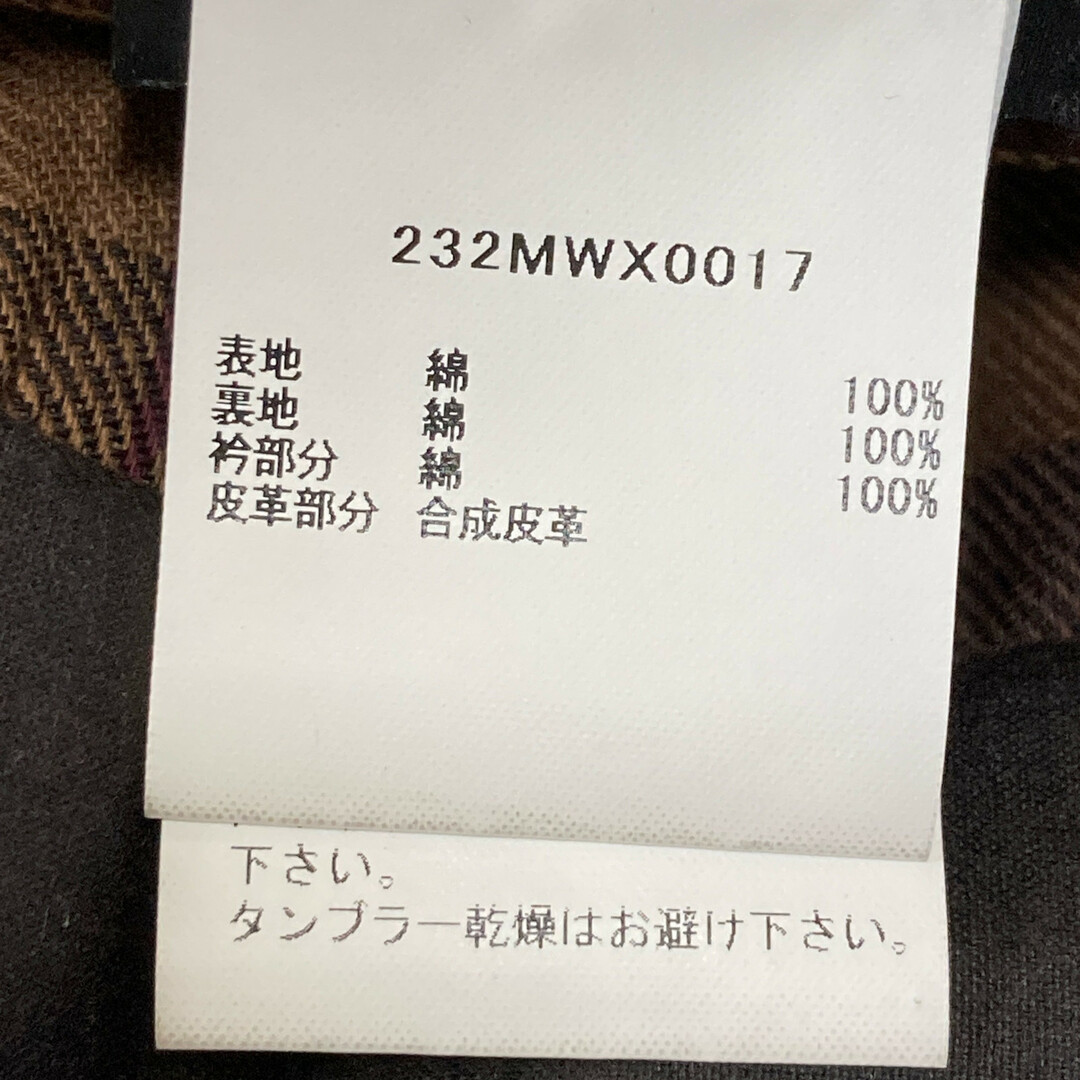 232MWX0017
表地 綿 100%
裏地 綿 100%
衿部分 綿 100%
皮革部分 合成皮革
下さい。
タンブラー乾燥はお避け下さい。